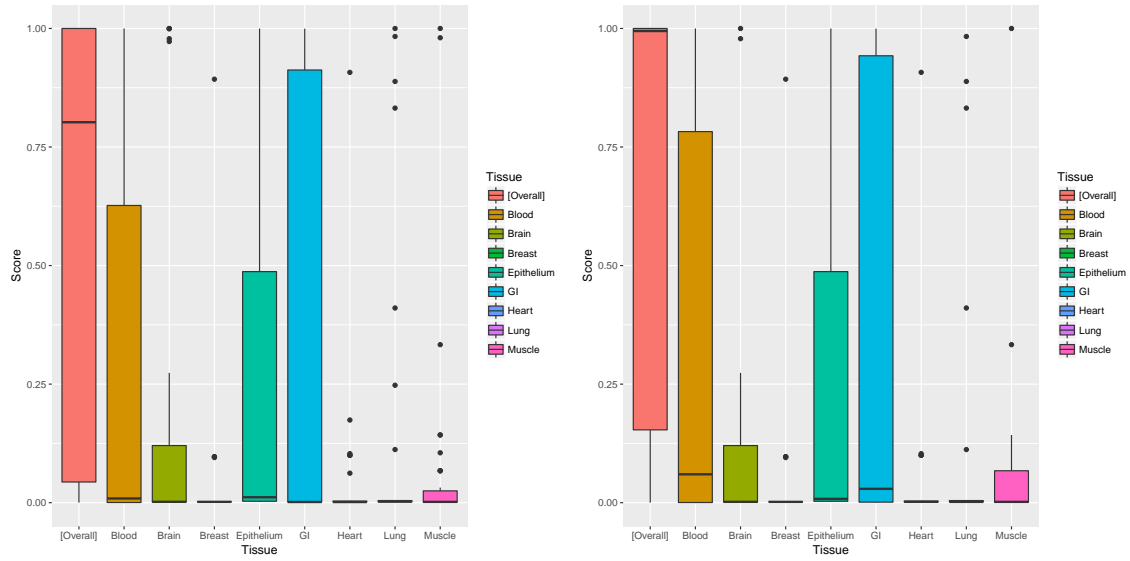 1.00
0.75
0.50
0.25
0.00
Score
[Overall] Blood Brain Breast Epithelium GI Heart Lung Muscle
Tissue
Tissue
[Overall]
Blood
Brain
Breast
Epithelium
GI
Heart
Lung
Muscle
1.00
0.75
0.50
0.25
0.00
Score
[Overall] Blood Brain Breast Epithelium GI Heart Lung Muscle
Tissue
Tissue
[Overall]
Blood
Brain
Breast
Epithelium
GI
Heart
Lung
Muscle